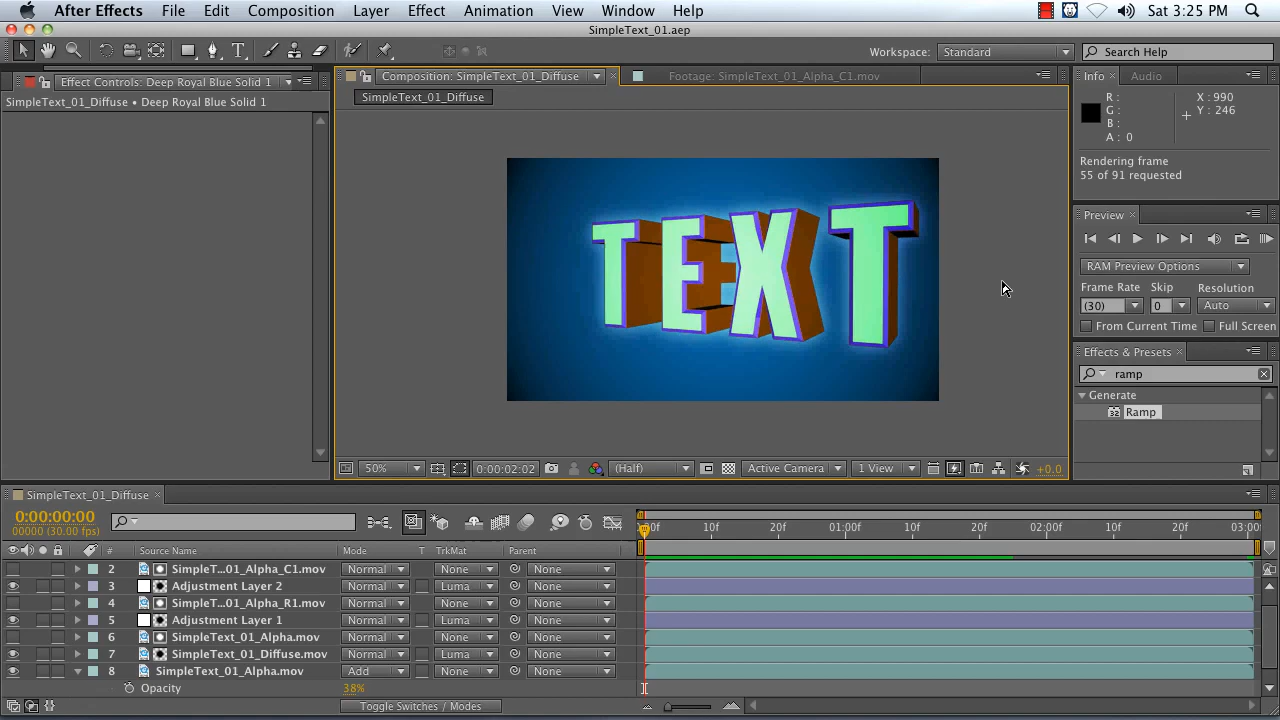 After Effects File Edit Composition Layer Effect Animation View Window Help Sat 3:25 PM
SimpleText_01.aep
Workspace: Standard Search Help
Effect Controls: Deep Royal Blue Solid 1
Composition: SimpleText_01_Diffuse
Footage: SimpleText_01_Alpha_C1.mov
Info Audio
SimpleText_01_Diffuse • Deep Royal Blue Solid 1
SimpleText_01_Diffuse
R :
G :
B :
A : 0
X : 990
Y : 246
Rendering frame
55 of 91 requested
TEXT
Preview
RAM Preview Options
Frame Rate Skip Resolution
(30) 0 Auto
From Current Time Full Screen
Effects & Presets
ramp
Generate
32 Ramp
50% 0:00:02:02 (Half) Active Camera 1 View +0.0
SimpleText_01_Diffuse
0:00:00:00
00000 (30.00 fps)
:00f 10f 20f 01:00f 10f 20f 02:00f 10f 20f 03:00f
# Source Name Mode T TrkMat Parent
2 SimpleT...01_Alpha_C1.mov Normal None None
3 Adjustment Layer 2 Normal Luma None
4 SimpleT...01_Alpha_R1.mov Normal None None
5 Adjustment Layer 1 Normal Luma None
6 SimpleText_01_Alpha.mov Normal None None
7 SimpleText_01_Diffuse.mov Normal Luma None
8 SimpleText_01_Alpha.mov Add None None
Opacity 38%
Toggle Switches / Modes